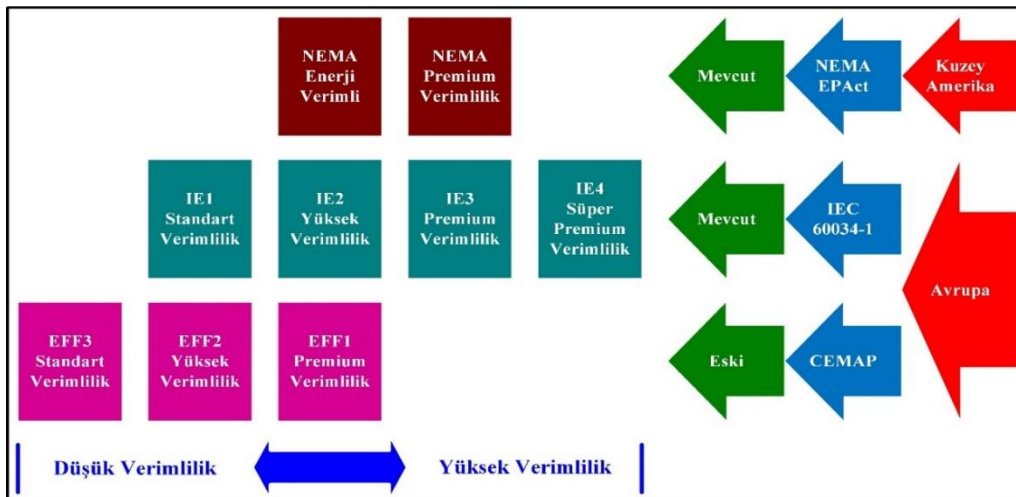 NEMA
Enerji
Verimli
NEMA
Premium
Verimlilik
Mevcut
NEMA
EPAct
Kuzey
Amerika
IE1
Standart
Verimlilik
IE2
Yüksek
Verimlilik
IE3
Premium
Verimlilik
IE4
Süper
Premium
Verimlilik
Mevcut
IEC
60034-1
Avrupa
EFF3
Standart
Verimlilik
EFF2
Yüksek
Verimlilik
EFF1
Premium
Verimlilik
Eski
CEMAP
Düşük Verimlilik
Yüksek Verimlilik